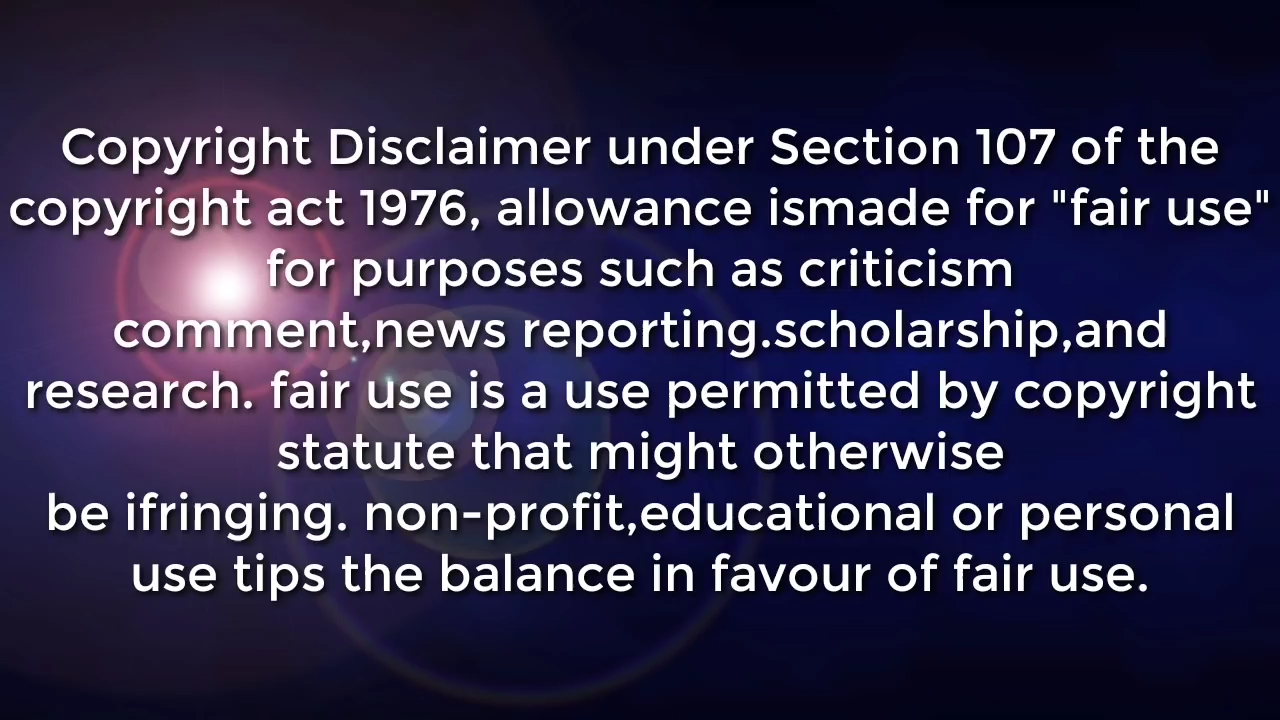 Copyright Disclaimer under Section 107 of the
copyright act 1976, allowance ismade for "fair use"
for purposes such as criticism
comment,news reporting.scholarship,and
research. fair use is a use permitted by copyright
statute that might otherwise
be ifringing. non-profit,educational or personal
use tips the balance in favour of fair use.